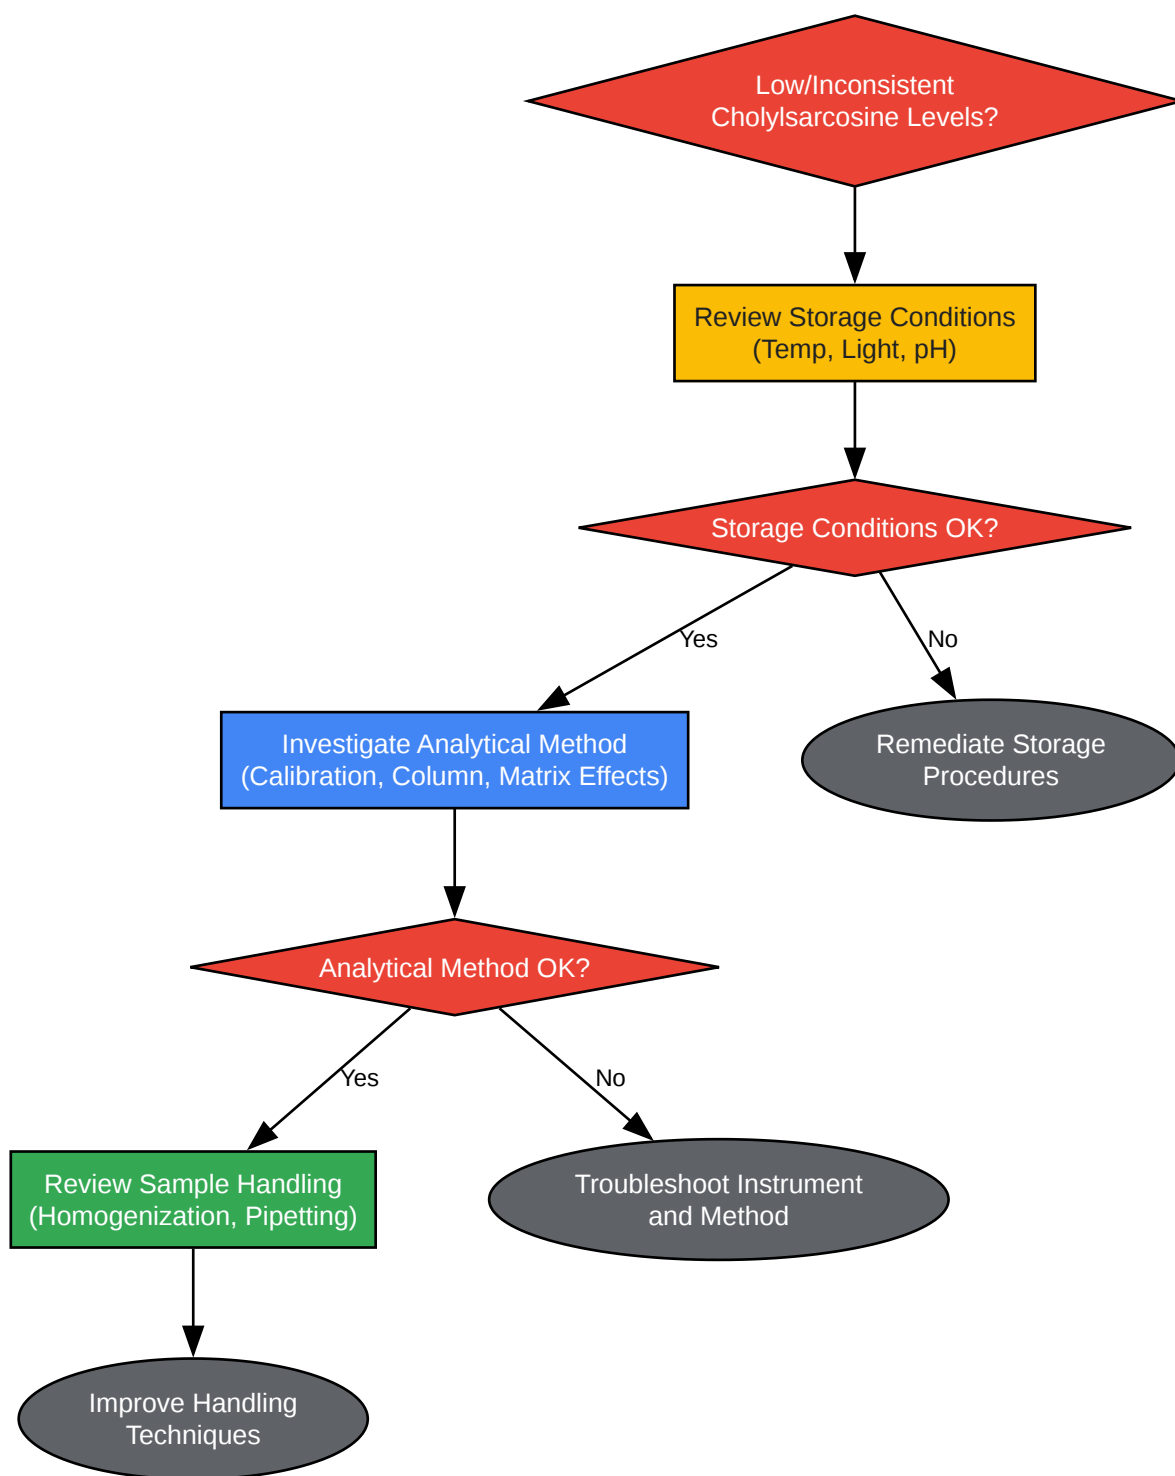 Low/Inconsistent
Cholylsarcosine Levels?
Review Storage Conditions
(Temp, Light, pH)
Storage Conditions OK?
Yes
No
Investigate Analytical Method
(Calibration, Column, Matrix Effects)
Remediate Storage
Procedures
Analytical Method OK?
Yes
No
Review Sample Handling
(Homogenization, Pipetting)
Troubleshoot Instrument
and Method
Improve Handling
Techniques